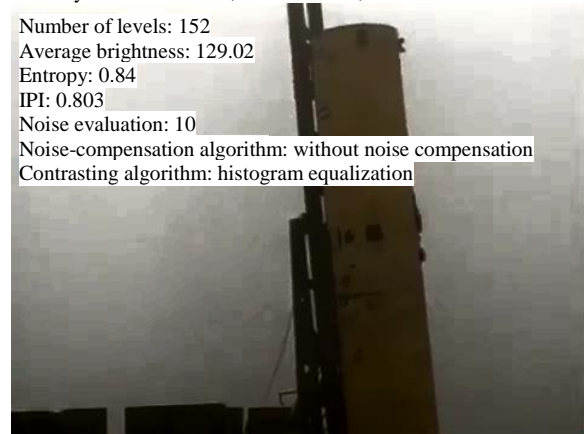 Number of levels: 152
Average brightness: 129.02
Entropy: 0.84
IPI: 0.803
Noise evaluation: 10
Noise-compensation algorithm: without noise compensation
Contrasting algorithm: histogram equalization